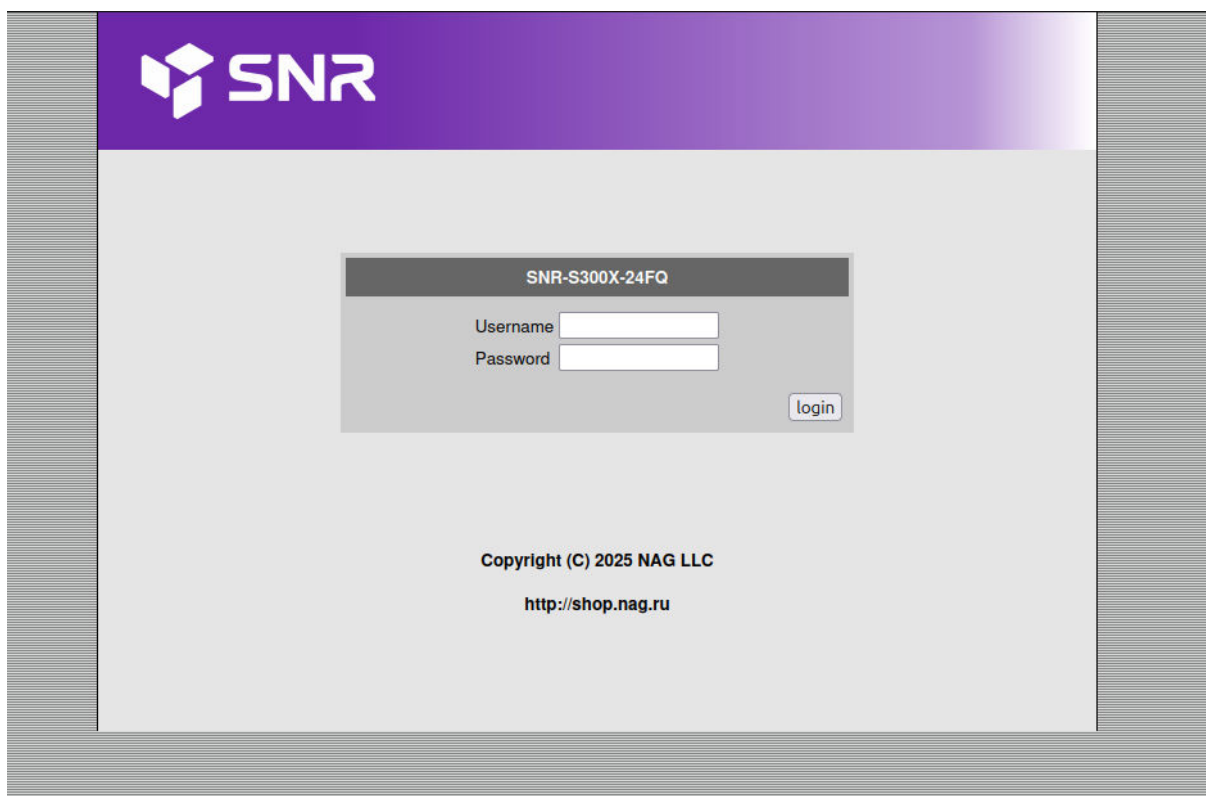 SNR
SNR-S300X-24FQ
Username
Password
login
Copyright (C) 2025 NAG LLC
http://shop.nag.ru